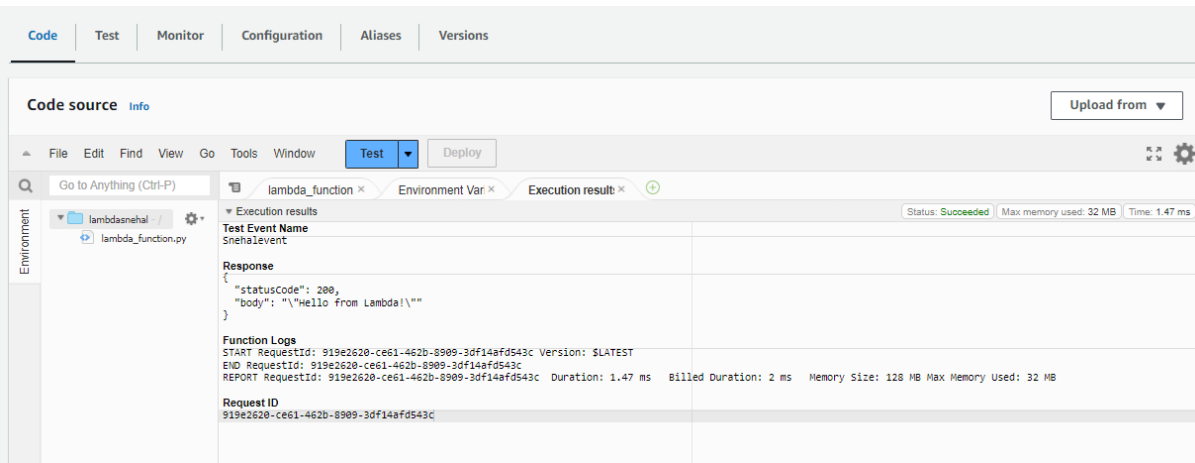 Code Test Monitor Configuration Aliases Versions
Code source Info
Upload from
File Edit Find View Go Tools Window Test Deploy
Go to Anything (Ctrl-P)
lambda_function Environment Var Execution results
Environment
lambdasnehal - /
lambda_function.py
Execution results
Status: Succeeded Max memory used: 32 MB Time: 1.47 ms
Test Event Name
Snehalevent
Response
{
"statusCode": 200,
"body": "\"Hello from Lambda!\""
}
Function Logs
START RequestId: 919e2620-ce61-462b-8909-3df14afd543c Version: $LATEST
END RequestId: 919e2620-ce61-462b-8909-3df14afd543c
REPORT RequestId: 919e2620-ce61-462b-8909-3df14afd543c Duration: 1.47 ms Billed Duration: 2 ms Memory Size: 128 MB Max Memory Used: 32 MB
Request ID
919e2620-ce61-462b-8909-3df14afd543c